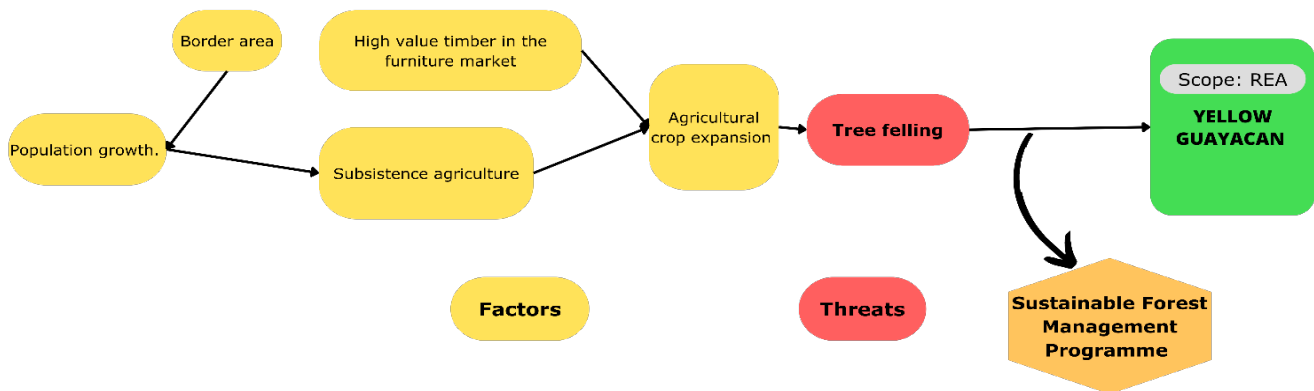 Border area
High value timber in the
furniture market
Population growth.
Subsistence agriculture
Agricultural
crop expansion
Tree felling
Scope: REA
YELLOW
GUAYACAN
Factors
Threats
Sustainable Forest
Management
Programme